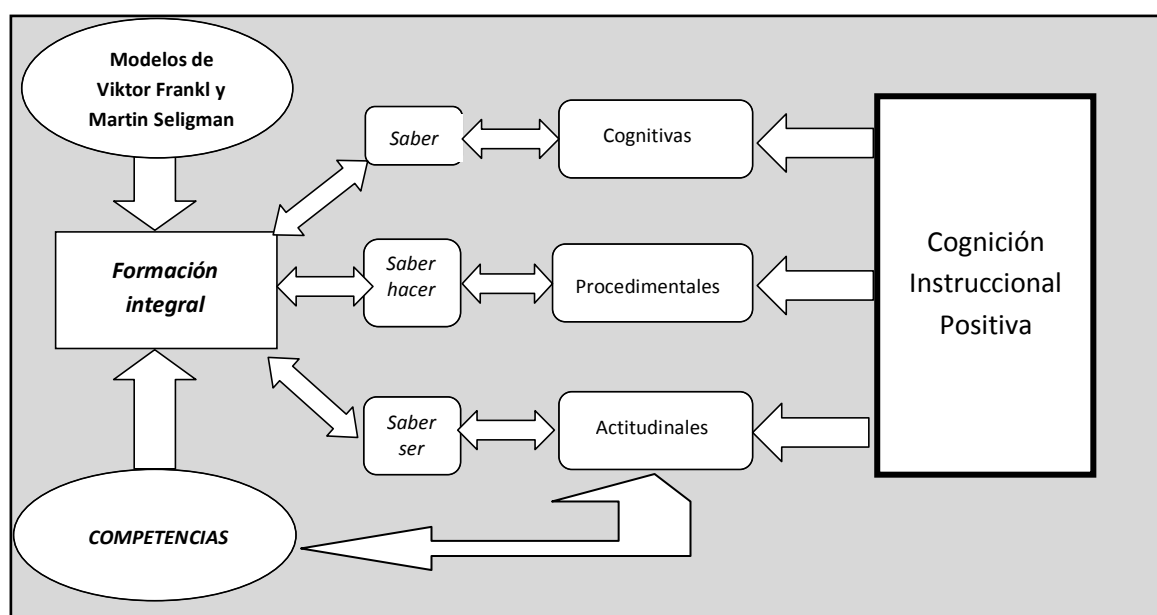 Modelos de
Viktor Frankl y
Martin Seligman
Saber
Cognitivas
Formación
integral
Saber
hacer
Procedimentales
Cognición
Instruccional
Positiva
Saber
ser
Actitudinales
COMPETENCIAS